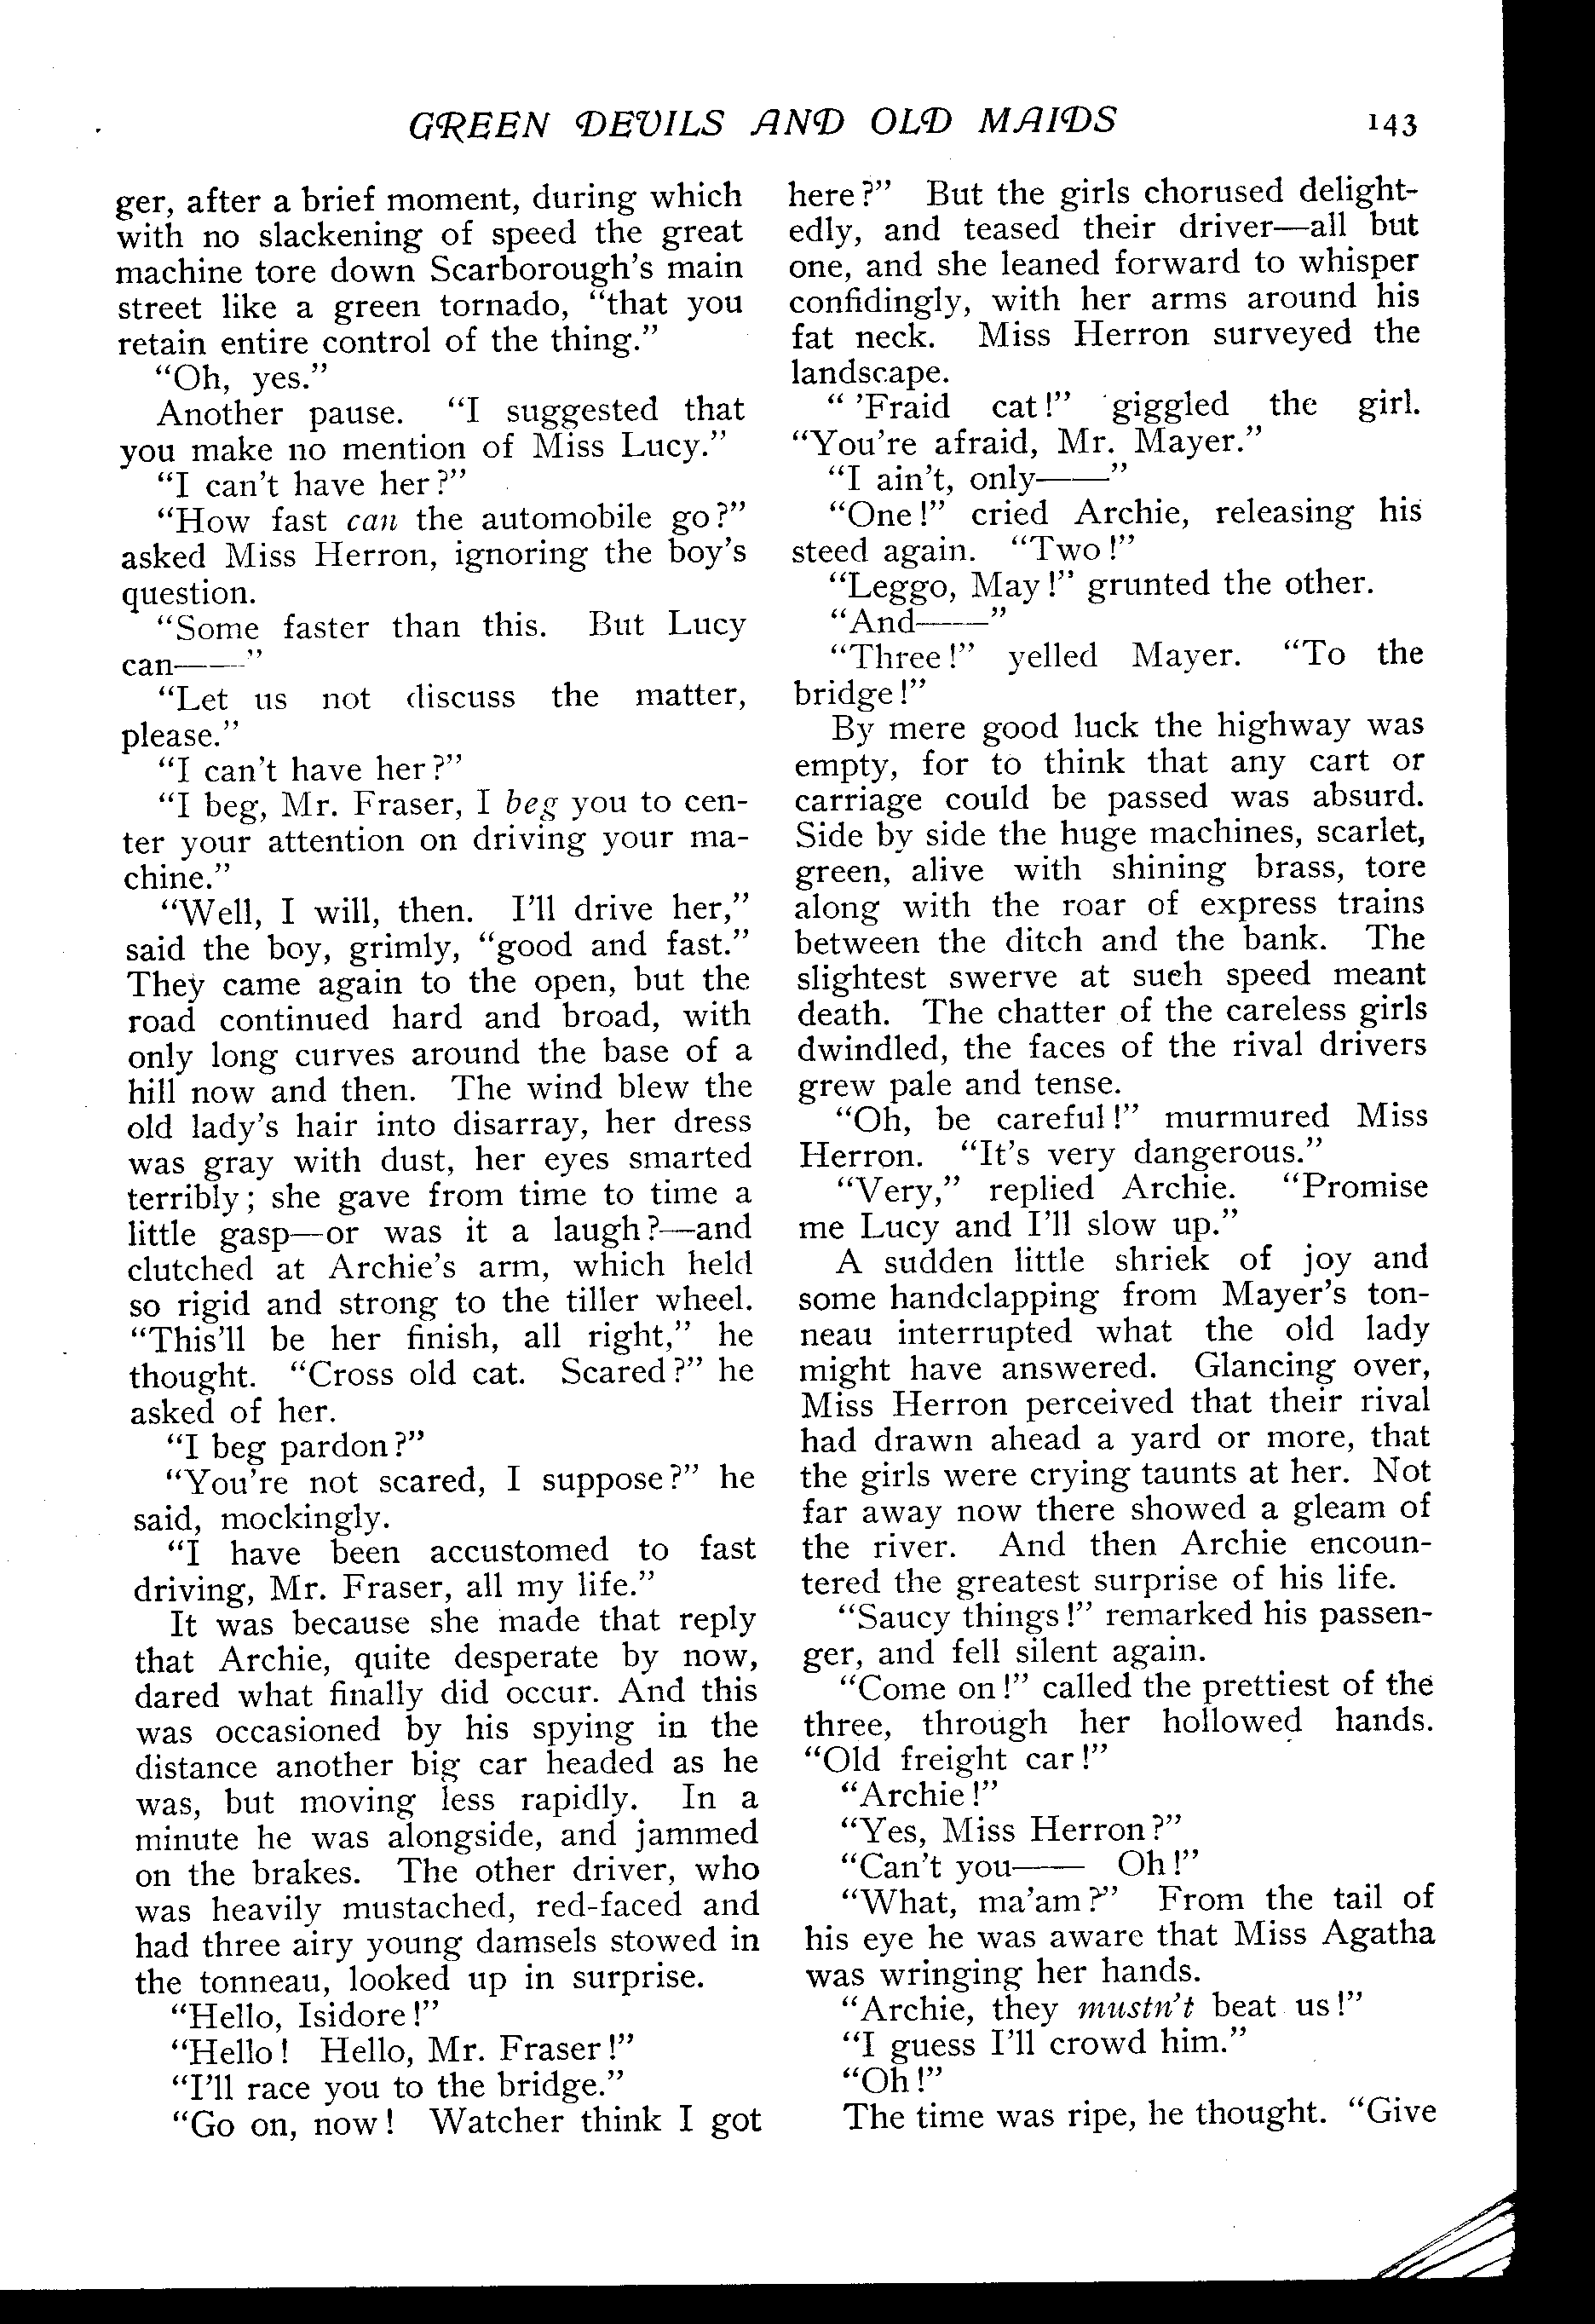 GREEN DEVILS AND OLD MAIDS 143
ger, after a brief moment, during which
with no slackening of speed the great
machine tore down Scarborough's main
street like a green tornado, "that you
retain entire control of the thing."
"Oh, yes."
Another pause. "I suggested that
you make no mention of Miss Lucy."
"I can't have her?"
"How fast can the automobile go?"
asked Miss Herron, ignoring the boy's
question.
"Some faster than this. But Lucy
can——"
"Let us not discuss the matter,
please."
"I can't have her?"
"I beg, Mr. Fraser, I beg you to cen-
ter your attention on driving your ma-
chine."
"Well, I will, then. I'll drive her,"
said the boy, grimly, "good and fast."
They came again to the open, but the
road continued hard and broad, with
only long curves around the base of a
hill now and then. The wind blew the
old lady's hair into disarray, her dress
was gray with dust, her eyes smarted
terribly; she gave from time to time a
little gasp—or was it a laugh?—and
clutched at Archie's arm, which held
so rigid and strong to the tiller wheel.
"This'll be her finish, all right," he
thought. "Cross old cat. Scared?" he
asked of her.
"I beg pardon?"
"You're not scared, I suppose?" he
said, mockingly.
"I have been accustomed to fast
driving, Mr. Fraser, all my life."
It was because she made that reply
that Archie, quite desperate by now,
dared what finally did occur. And this
was occasioned by his spying in the
distance another big car headed as he
was, but moving less rapidly. In a
minute he was alongside, and jammed
on the brakes. The other driver, who
was heavily mustached, red-faced and
had three airy young damsels stowed in
the tonneau, looked up in surprise.
"Hello, Isidore!"
"Hello! Hello, Mr. Fraser!"
"I'll race you to the bridge."
"Go on, now! Watcher think I got
here?" But the girls chorused delight-
edly, and teased their driver—all but
one, and she leaned forward to whisper
confidingly, with her arms around his
fat neck. Miss Herron surveyed the
landscape.
" 'Fraid cat!" giggled the girl.
"You're afraid, Mr. Mayer."
"I ain't, only——"
"One!" cried Archie, releasing his
steed again. "Two!"
"Leggo, May!" grunted the other.
"And——"
"Three!" yelled Mayer. "To the
bridge!"
By mere good luck the highway was
empty, for to think that any cart or
carriage could be passed was absurd.
Side by side the huge machines, scarlet,
green, alive with shining brass, tore
along with the roar of express trains
between the ditch and the bank. The
slightest swerve at such speed meant
death. The chatter of the careless girls
dwindled, the faces of the rival drivers
grew pale and tense.
"Oh, be careful!" murmured Miss
Herron. "It's very dangerous."
"Very," replied Archie. "Promise
me Lucy and I'll slow up."
A sudden little shriek of joy and
some handclapping from Mayer's ton-
neau interrupted what the old lady
might have answered. Glancing over,
Miss Herron perceived that their rival
had drawn ahead a yard or more, that
the girls were crying taunts at her. Not
far away now there showed a gleam of
the river. And then Archie encoun-
tered the greatest surprise of his life.
"Saucy things!" remarked his passen-
ger, and fell silent again.
"Come on!" called the prettiest of the
three, through her hollowed hands.
"Old freight car!"
"Archie!"
"Yes, Miss Herron?"
"Can't you—— Oh!"
"What, ma'am?" From the tail of
his eye he was aware that Miss Agatha
was wringing her hands.
"Archie, they mustn't beat us!"
"I guess I'll crowd him."
"Oh!"
The time was ripe, he thought. "Give